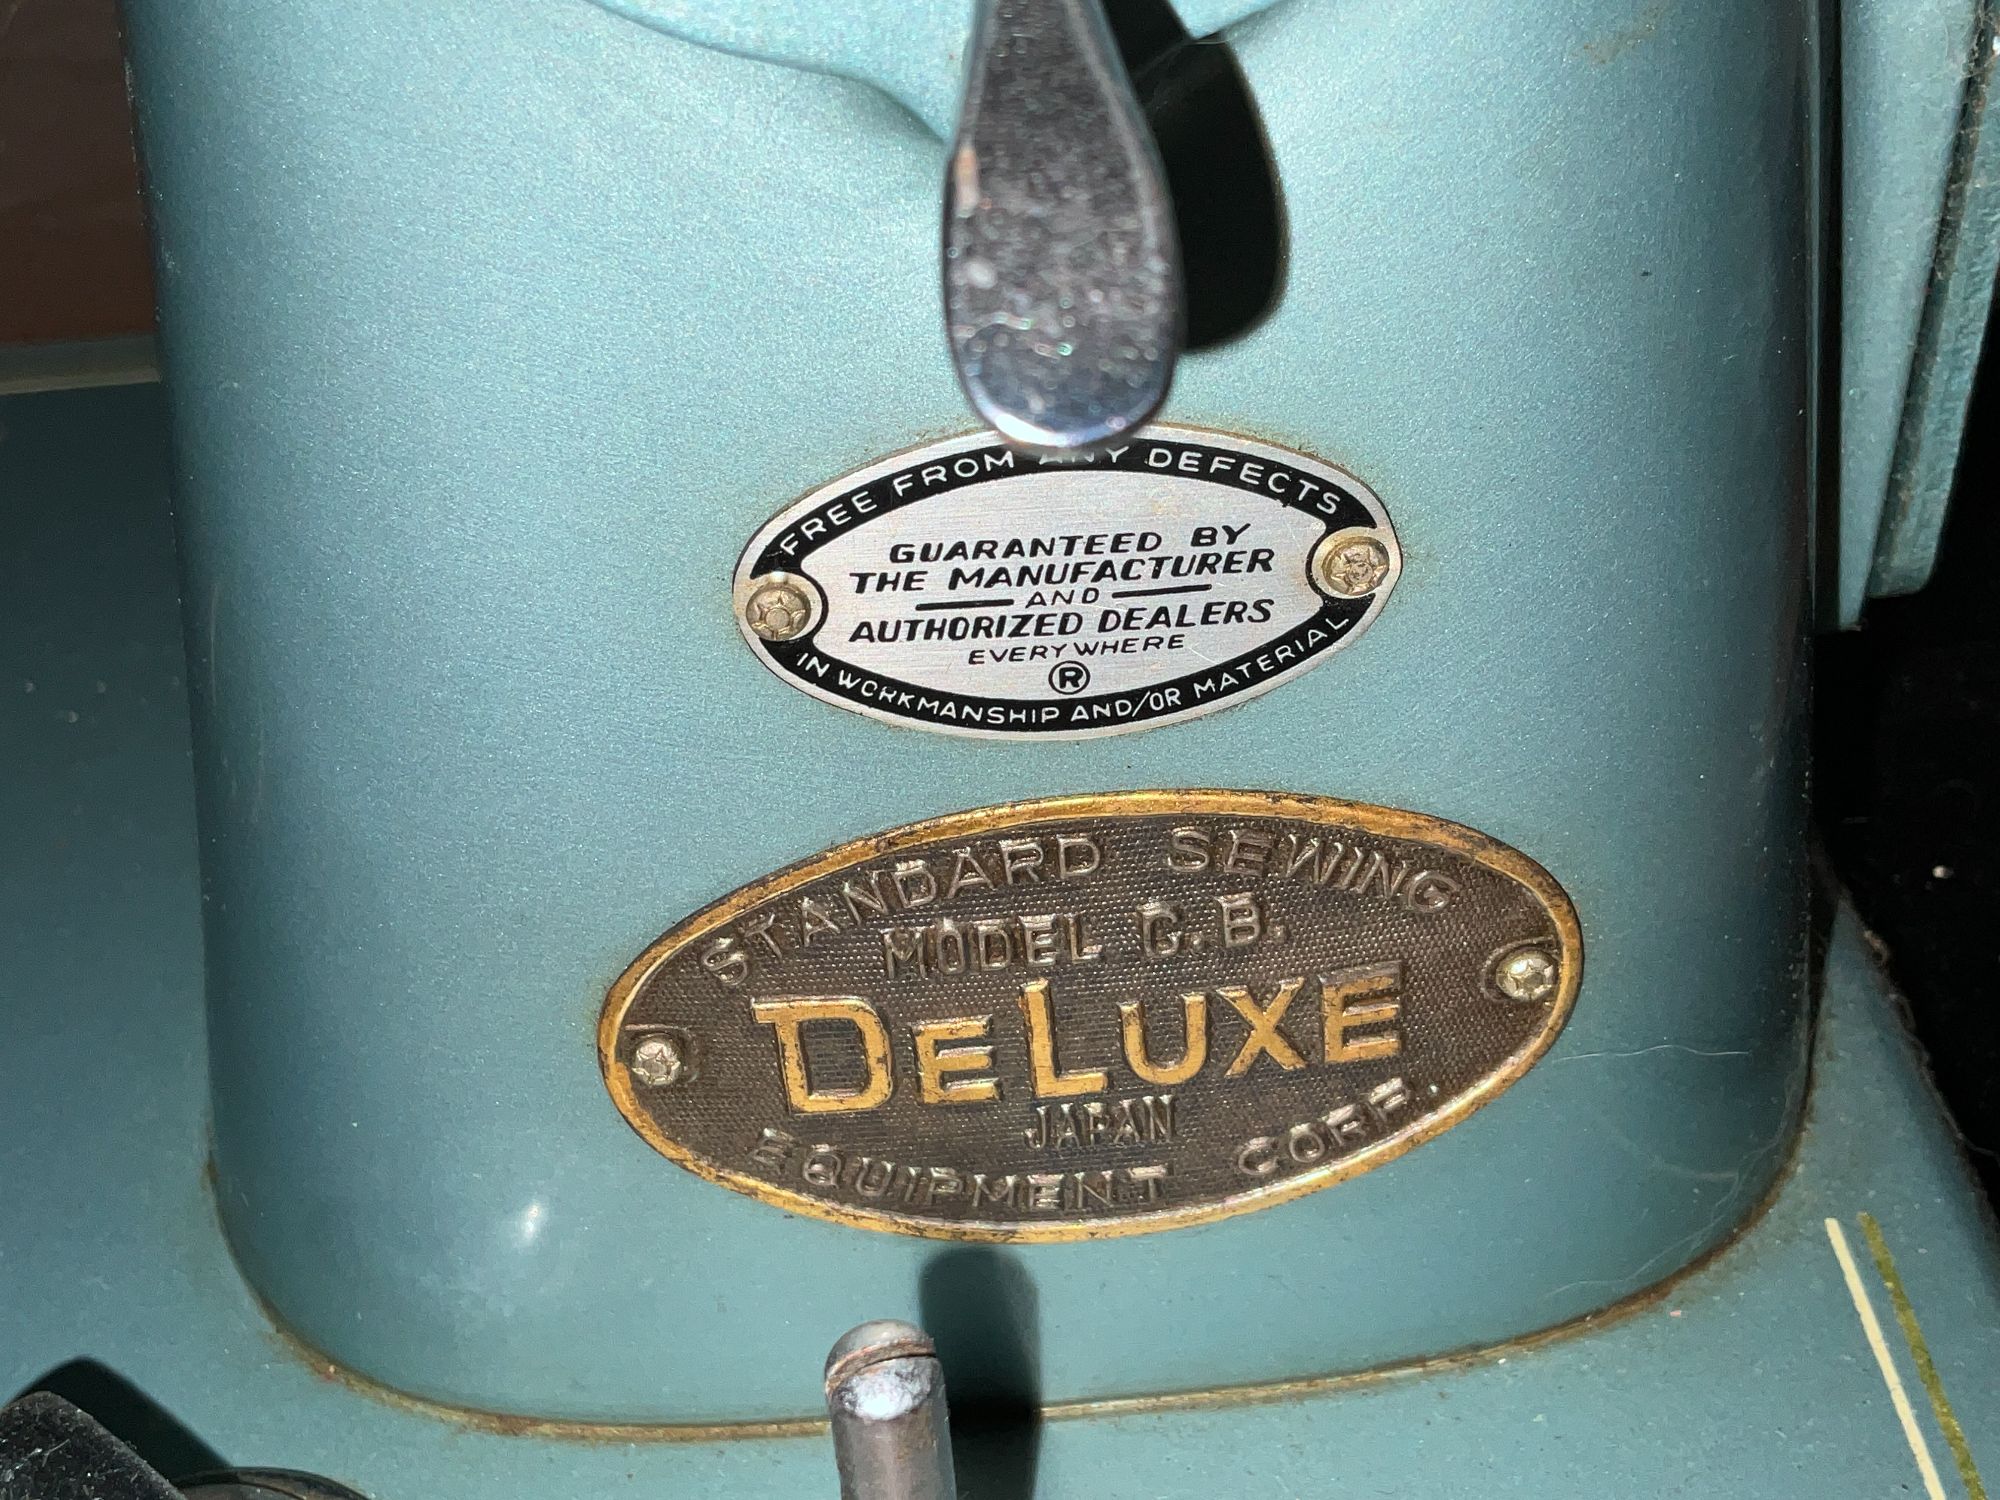 FREE FROM ANY DEFECTS
GUARANTEED BY
THE MANUFACTURER
AND
AUTHORIZED DEALERS
EVERYWHERE
®
IN WORKMANSHIP AND/OR MATERIAL
STANDARD SEWING
MODEL C.B.
DELUXE
JAPAN
EQUIPMENT CORP.